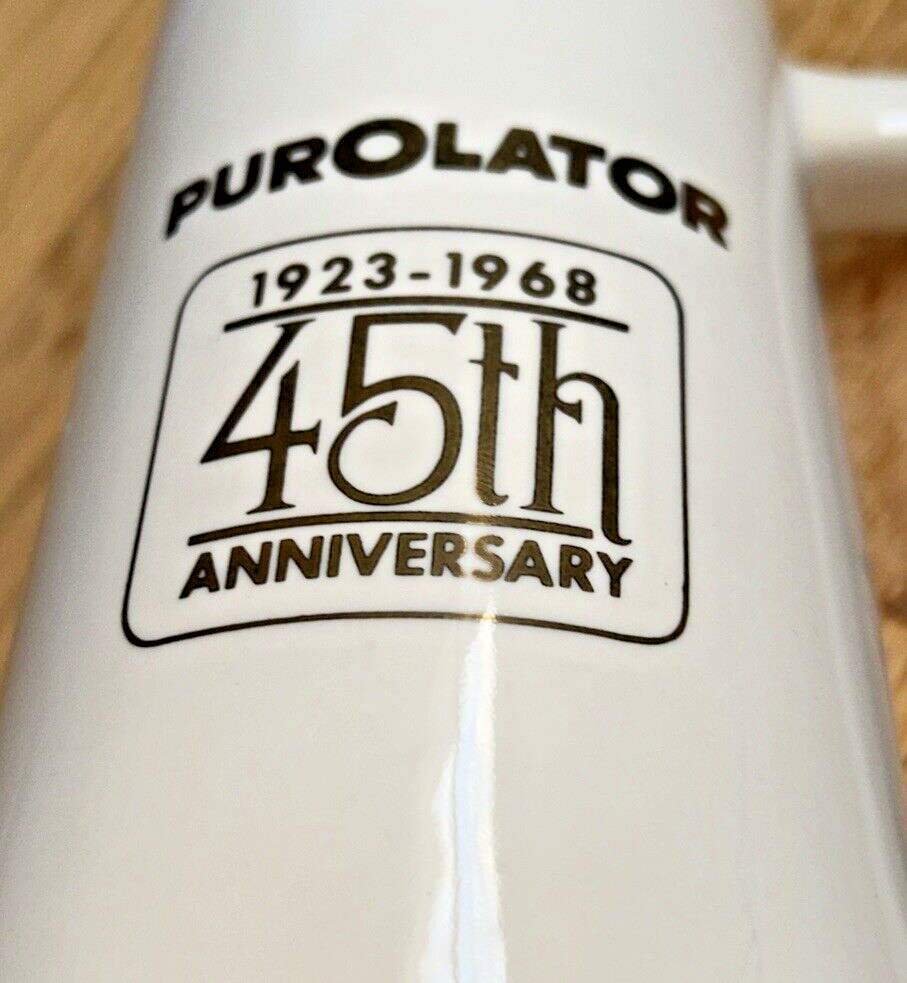 PUROLATOR
1923-1968
45th
ANNIVERSARY